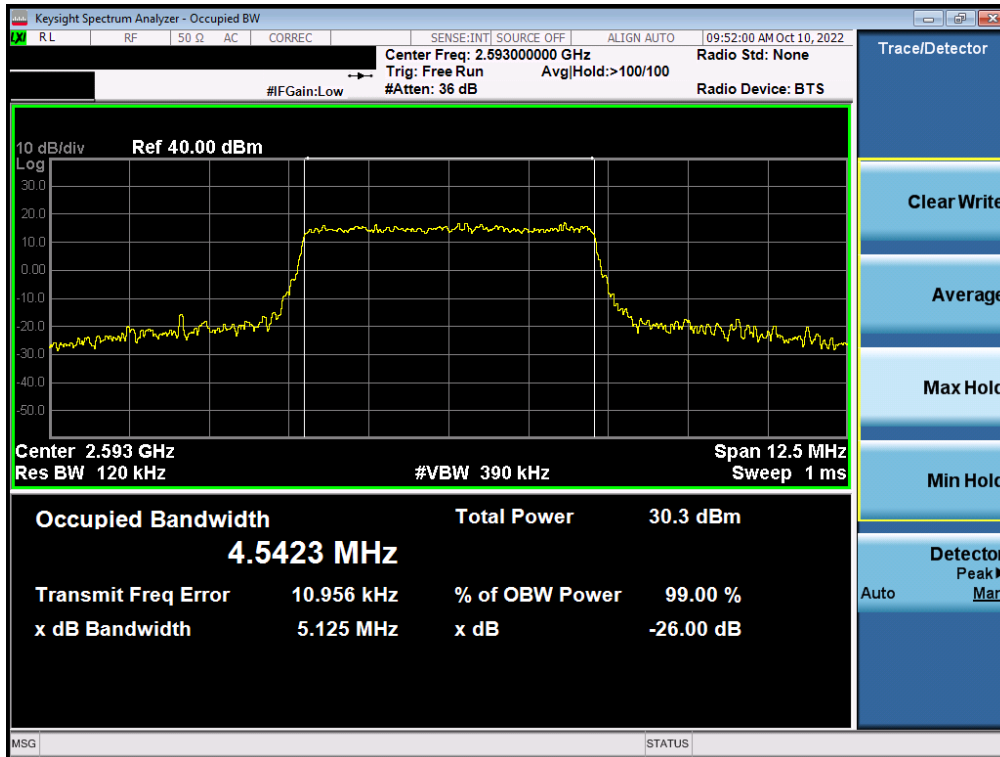 Keysight Spectrum Analyzer - Occupied BW
LXI RL RF 50 Ω AC CORREC SENSE:INT SOURCE OFF ALIGN AUTO 09:52:00 AM Oct 10, 2022
Center Freq: 2.593000000 GHz Radio Std: None
Trig: Free Run Avg|Hold:>100/100
#IFGain:Low #Atten: 36 dB Radio Device: BTS
Trace/Detector
10 dB/div Ref 40.00 dBm
Log
30.0
20.0
10.0
0.00
-10.0
-20.0
-30.0
-40.0
-50.0
Center 2.593 GHz Span 12.5 MHz
Res BW 120 kHz #VBW 390 kHz Sweep 1 ms
Occupied Bandwidth Total Power 30.3 dBm
4.5423 MHz
Transmit Freq Error 10.956 kHz % of OBW Power 99.00 %
x dB Bandwidth 5.125 MHz x dB -26.00 dB
Clear Write
Average
Max Hold
Min Hold
Detector
Peak
Auto Man
MSG STATUS